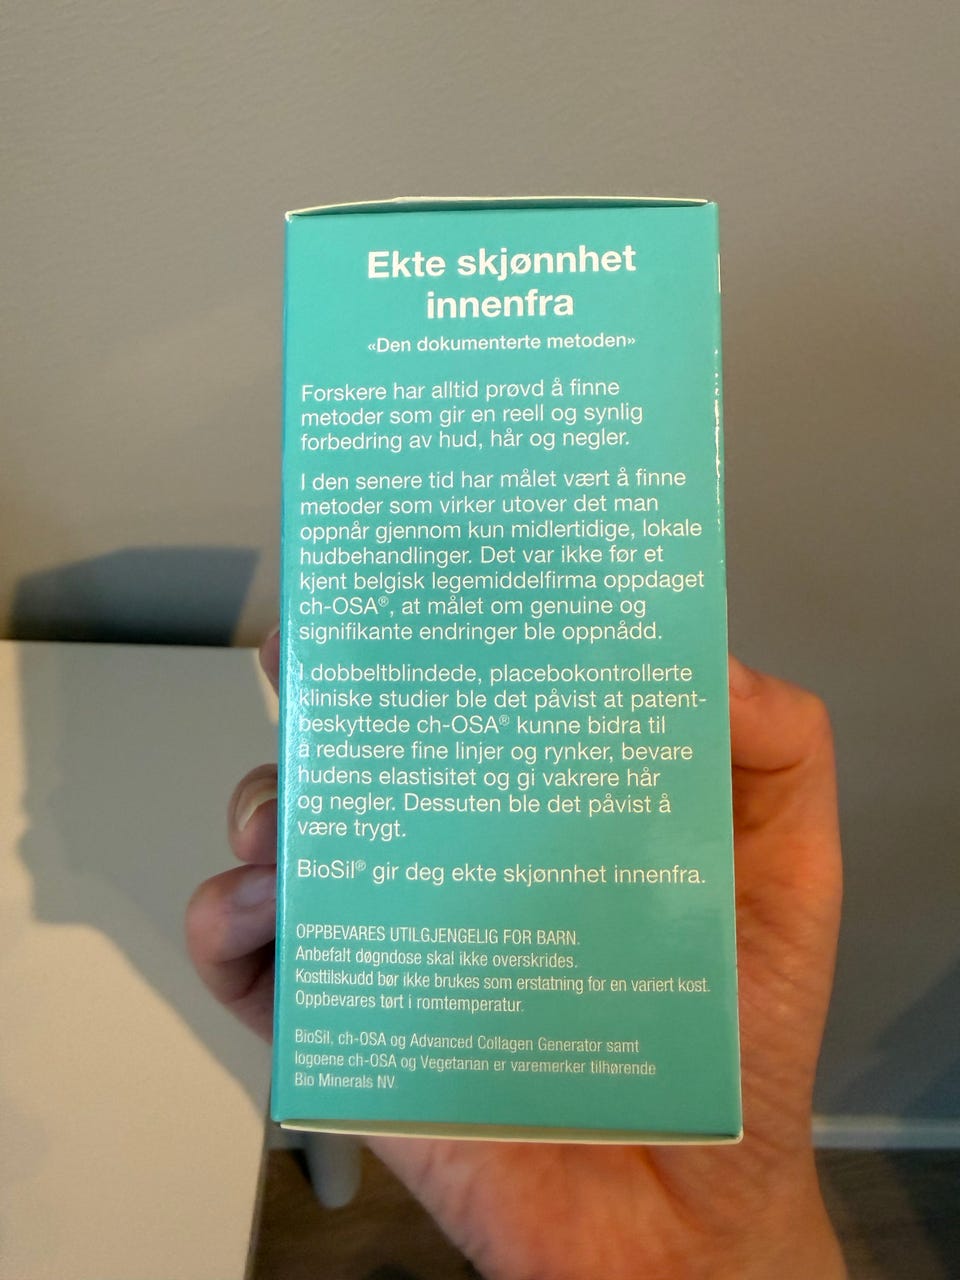 Ekte skjønnhet
innenfra
«Den dokumenterte metoden»
Forskere har alltid prøvd å finne
metoder som gir en reell og synlig
forbedring av hud, hår og negler.
I den senere tid har målet vært å finne
metoder som virker utover det man
oppnår gjennom kun midlertidige, lokale
hudbehandlinger. Det var ikke før et
kjent belgisk legemiddelfirma oppdaget
ch-OSA®, at målet om genuine og
signifikante endringer ble oppnådd.
I dobbeltblindede, placebokontrollerte
kliniske studier ble det påvist at patent-
beskyttede ch-OSA® kunne bidra til
å redusere fine linjer og rynker, bevare
hudens elastisitet og gi vakrere hår
og negler. Dessuten ble det påvist å
være trygt.
BioSil® gir deg ekte skjønnhet innenfra.
OPPBEVARES UTILGJENGELIG FOR BARN.
Anbefalt døgndose skal ikke overskrides.
Kosttilskudd bør ikke brukes som erstatning for en variert kost.
Oppbevares tørt i romtemperatur.
BioSil, ch-OSA og Advanced Collagen Generator samt
logoene ch-OSA og Vegetarian er varemerker tilhørende
Bio Minerals NV.